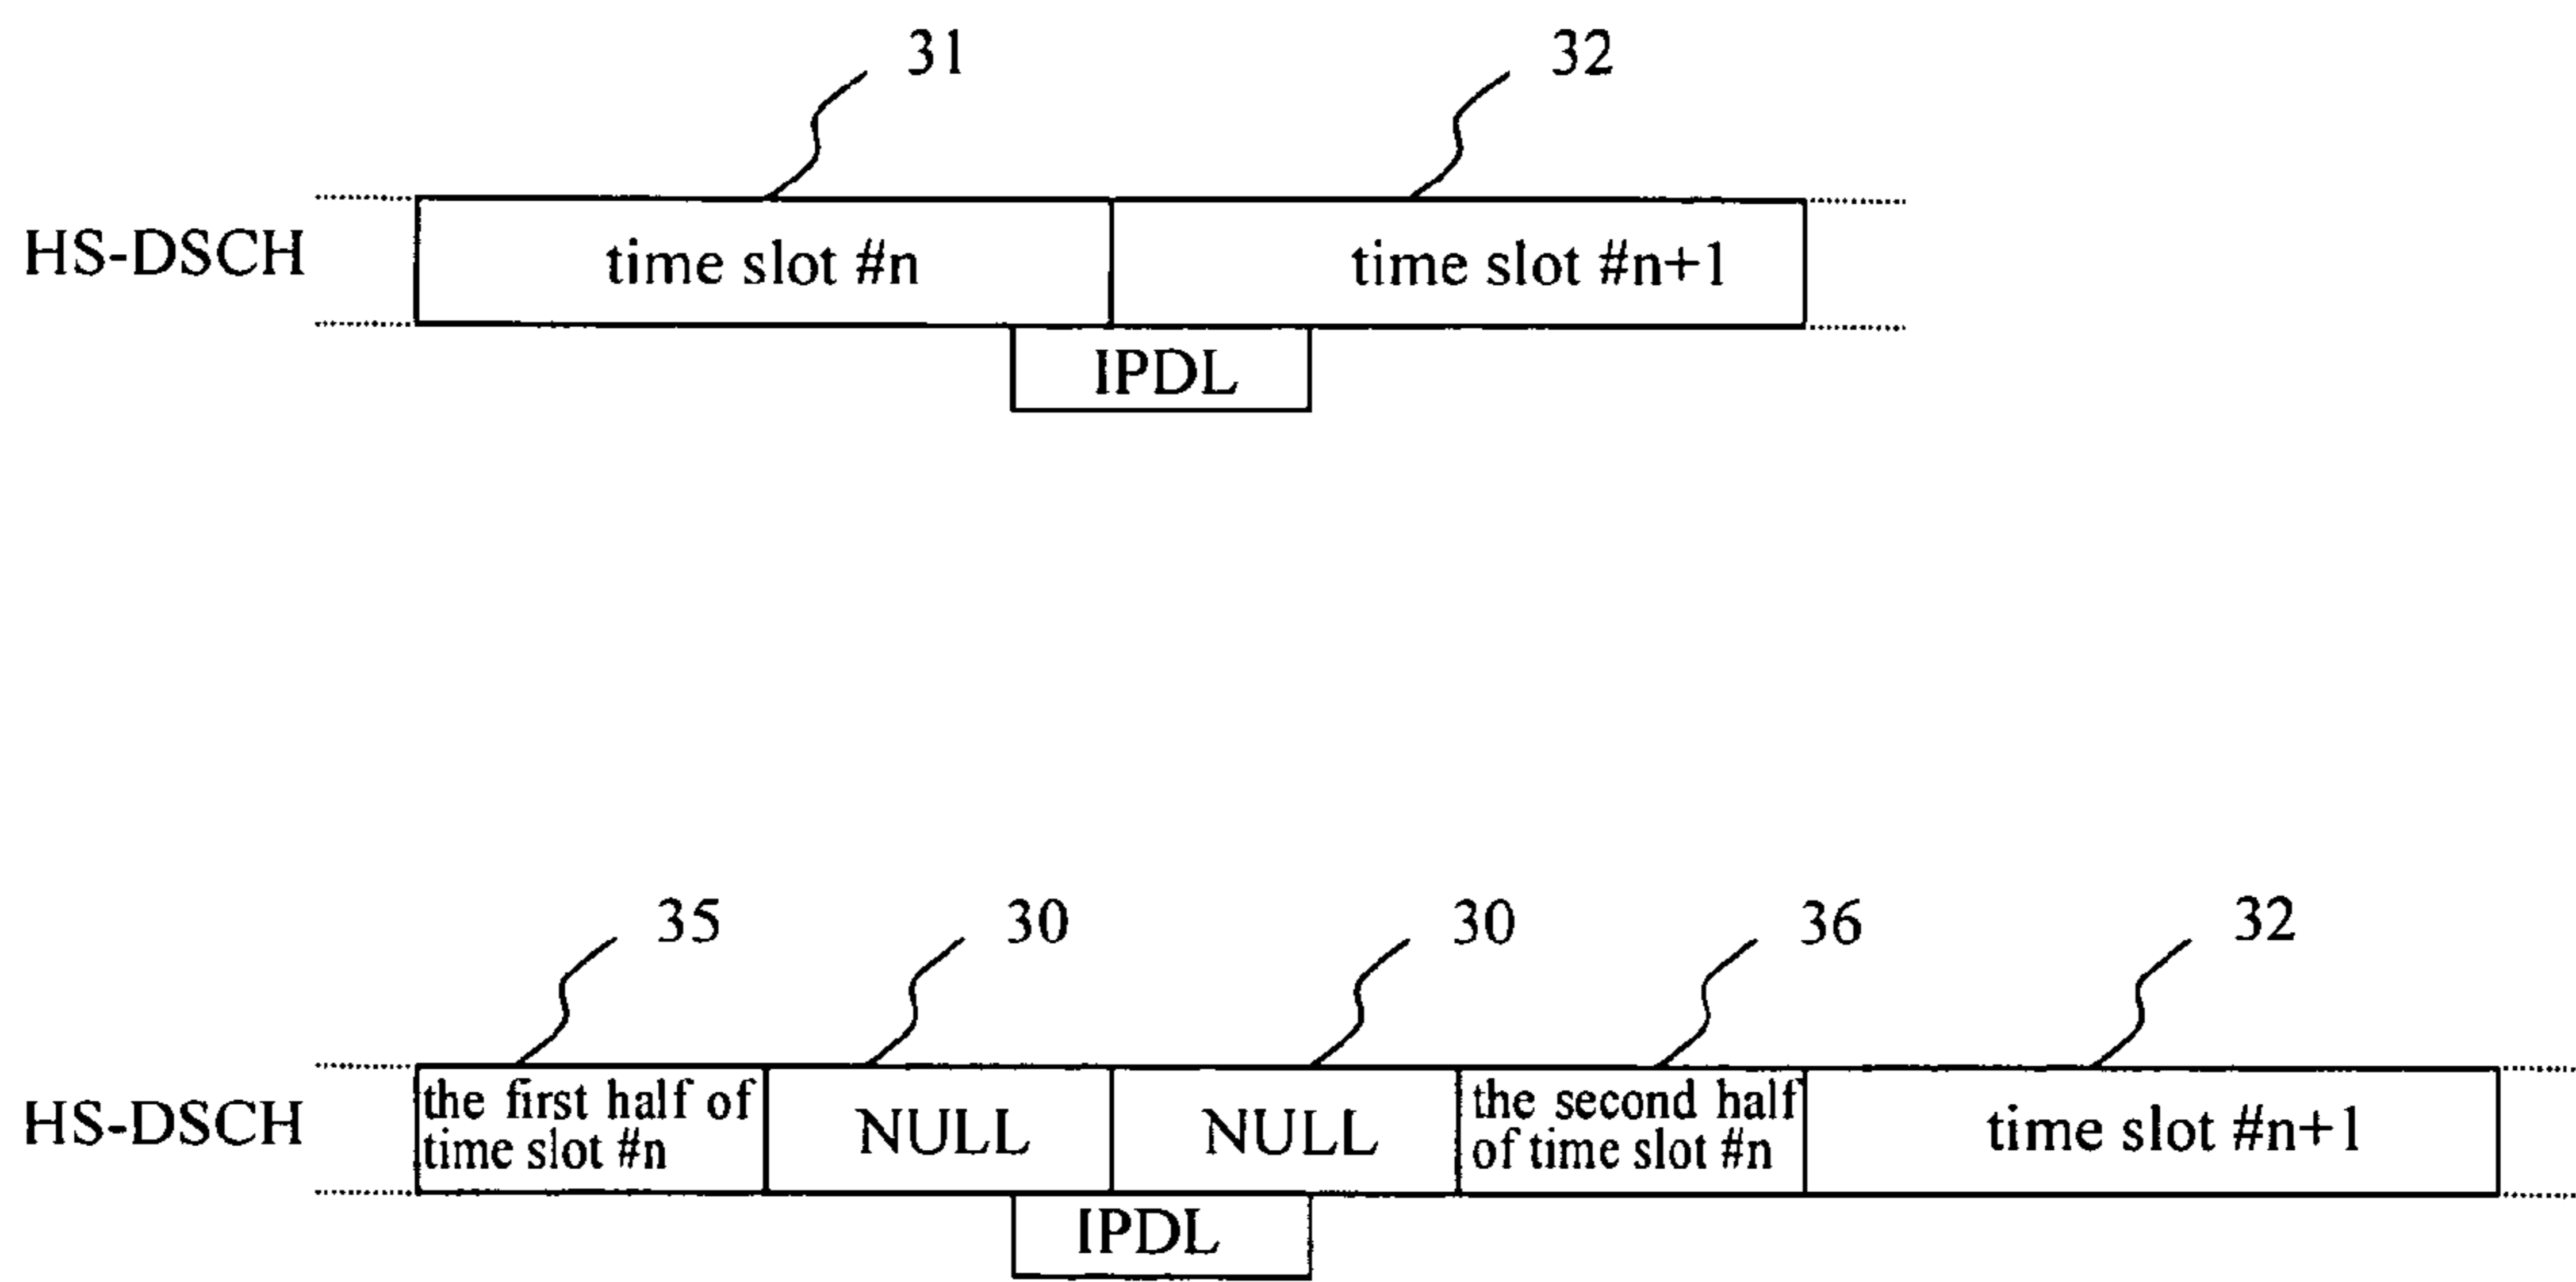 31 32
HS-DSCH time slot #n time slot #n+1
IPDL
35 30 30 36 32
HS-DSCH the first half of time slot #n NULL NULL the second half of time slot #n time slot #n+1
IPDL